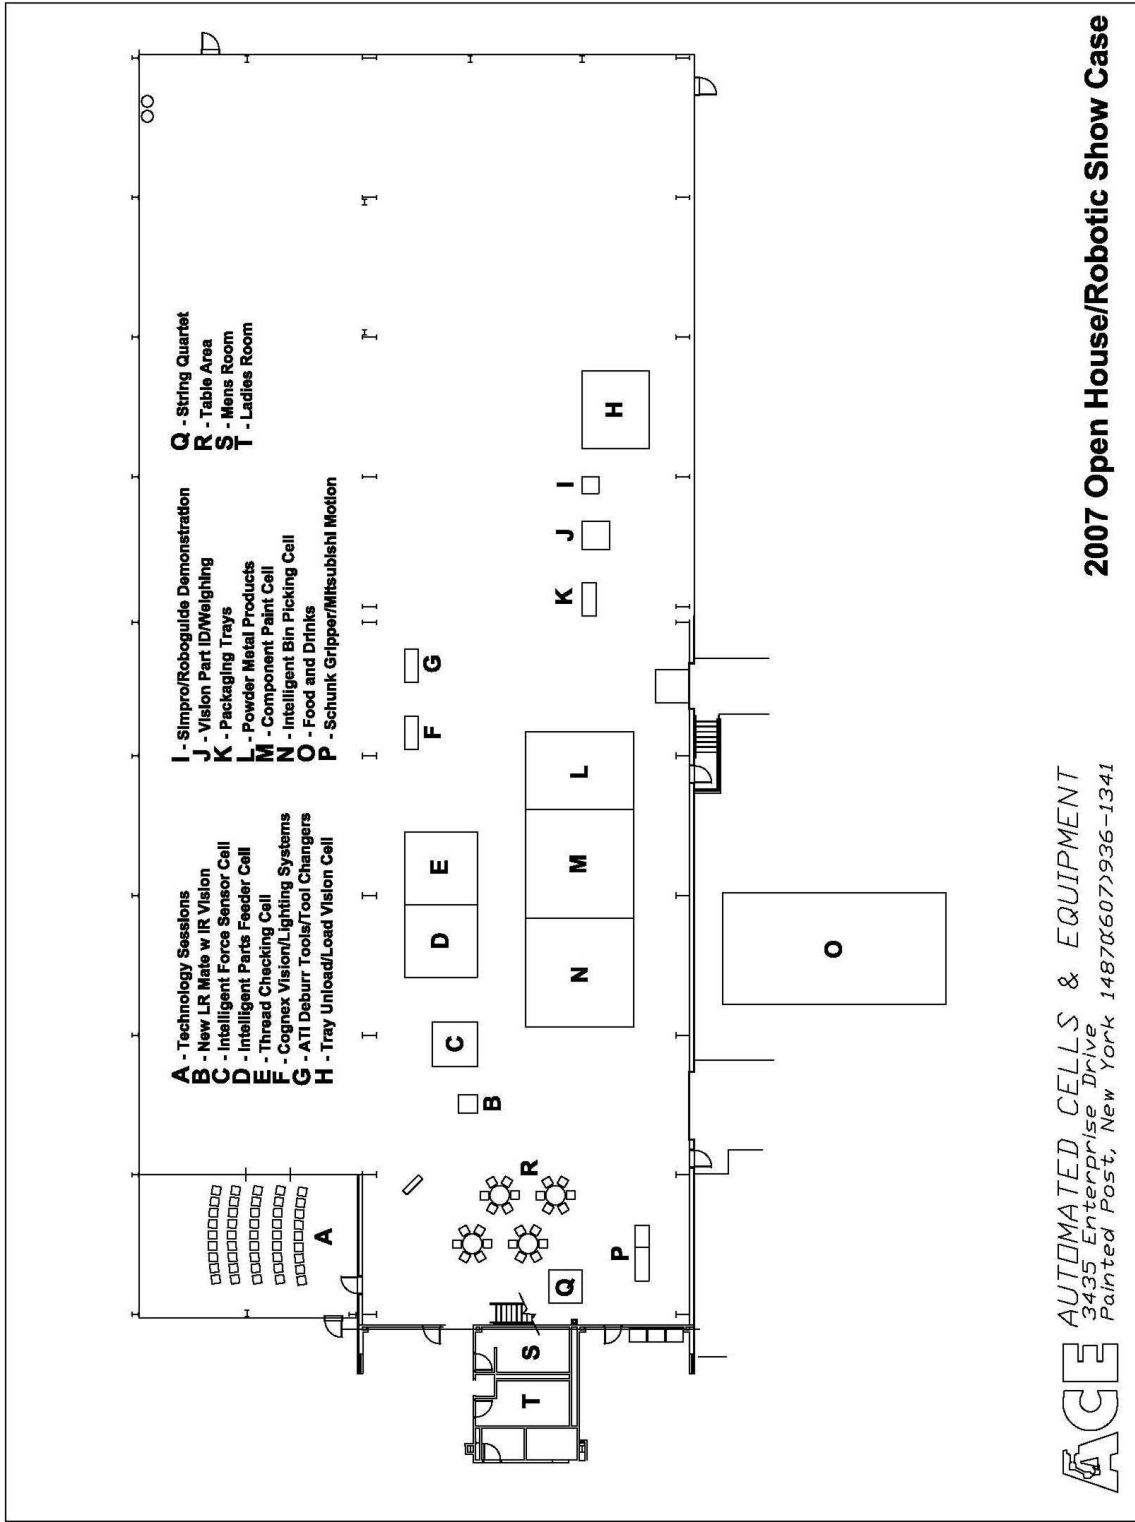 A - Technology Sessions
B - New LR Mate w IR Vision
C - Intelligent Force Sensor Cell
D - Intelligent Parts Feeder Cell
E - Thread Checking Cell
F - Cognex Vision/Lighting Systems
G - ATI Deburr Tools/Tool Changers
H - Tray Unload/Load Vision Cell
I - Simpro/Roboguide Demonstration
J - Vision Part ID/Weighing
K - Packaging Trays
L - Powder Metal Products
M - Component Paint Cell
N - Intelligent Bin Picking Cell
O - Food and Drinks
P - Schunk Gripper/Mitsubishi Motion
Q - String Quartet
R - Table Area
S - Mens Room
T - Ladies Room
A
B
C
D
E
F
G
H
I
J
K
L
M
N
O
P
Q
R
S
T
ACE
AUTOMATED CELLS & EQUIPMENT
3435 Enterprise Drive
Painted Post, New York 14870(607)936-1341
2007 Open House/Robotic Show Case